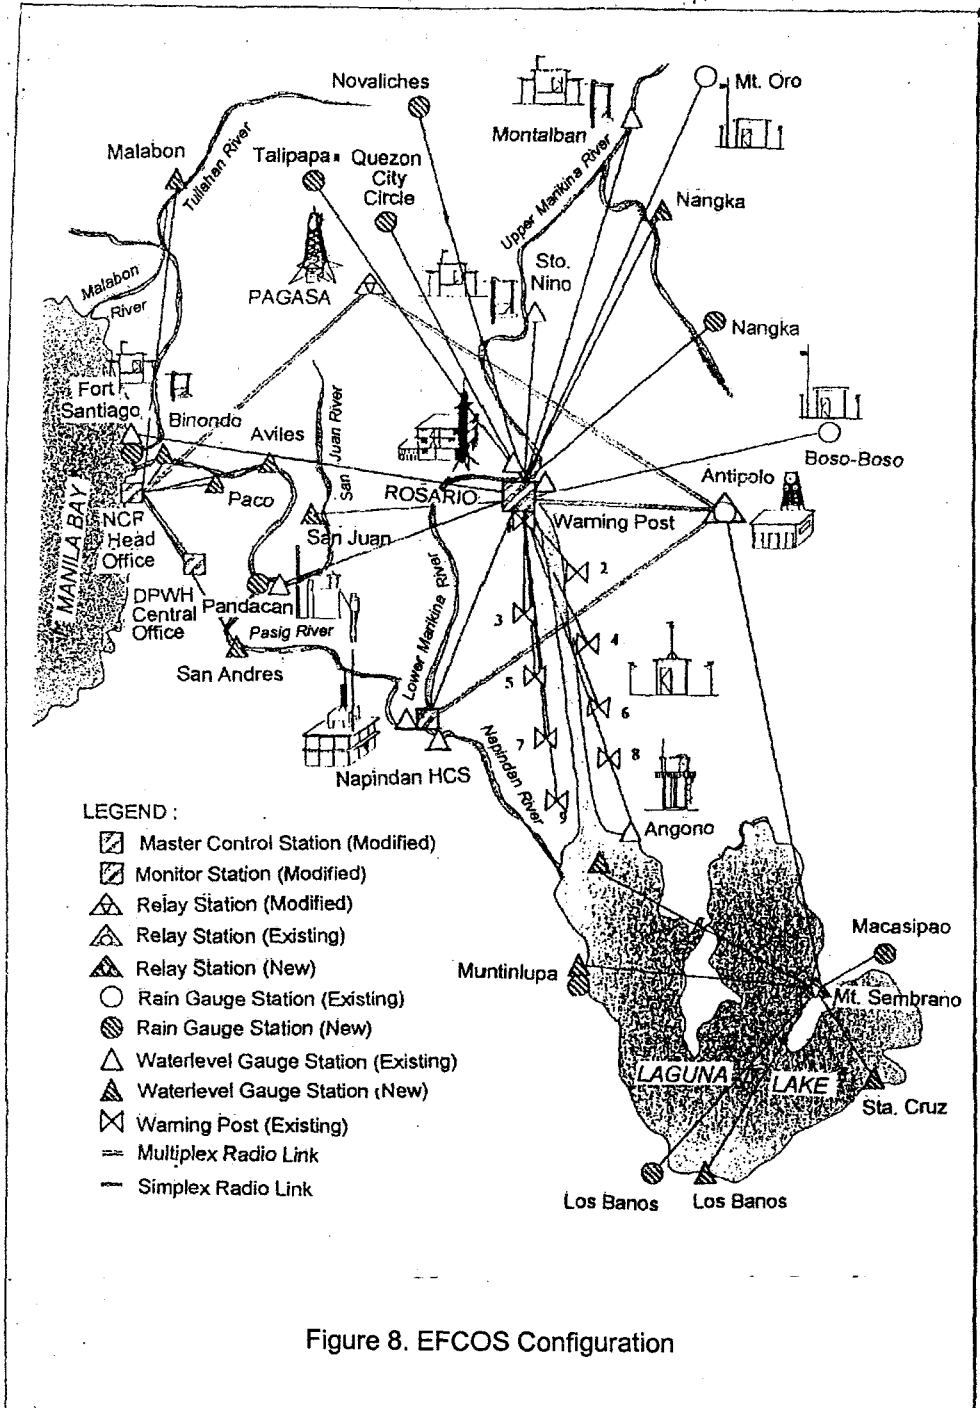 Novaliches
Mt. Oro
Montalban
Malabon
Tullahan River
Talipapa
Quezon
City
Circle
Upper Marikina River
Nangka
Sto.
Nino
PAGASA
Malabon
River
Nangka
Fort
Santiago
Binondo
Aviles
San Juan River
Boso-Boso
Antipolo
MANILA BAY
Paco
ROSARIO
Warning Post
NCR
Head
Office
San Juan
1
2
DPWH
Central
Office
Pandacan
Pasig River
Lower Marikina River
3
4
San Andres
5
6
7
8
Napindan River
Napindan HCS
9
Angono
LEGEND :
Master Control Station (Modified)
Monitor Station (Modified)
Relay Station (Modified)
Relay Station (Existing)
Relay Station (New)
Rain Gauge Station (Existing)
Rain Gauge Station (New)
Waterlevel Gauge Station (Existing)
Waterlevel Gauge Station (New)
Warning Post (Existing)
Multiplex Radio Link
Simplex Radio Link
Macasipao
Muntinlupa
Mt. Sembrano
LAGUNA LAKE
Sta. Cruz
Los Banos
Los Banos
Figure 8. EFCOS Configuration